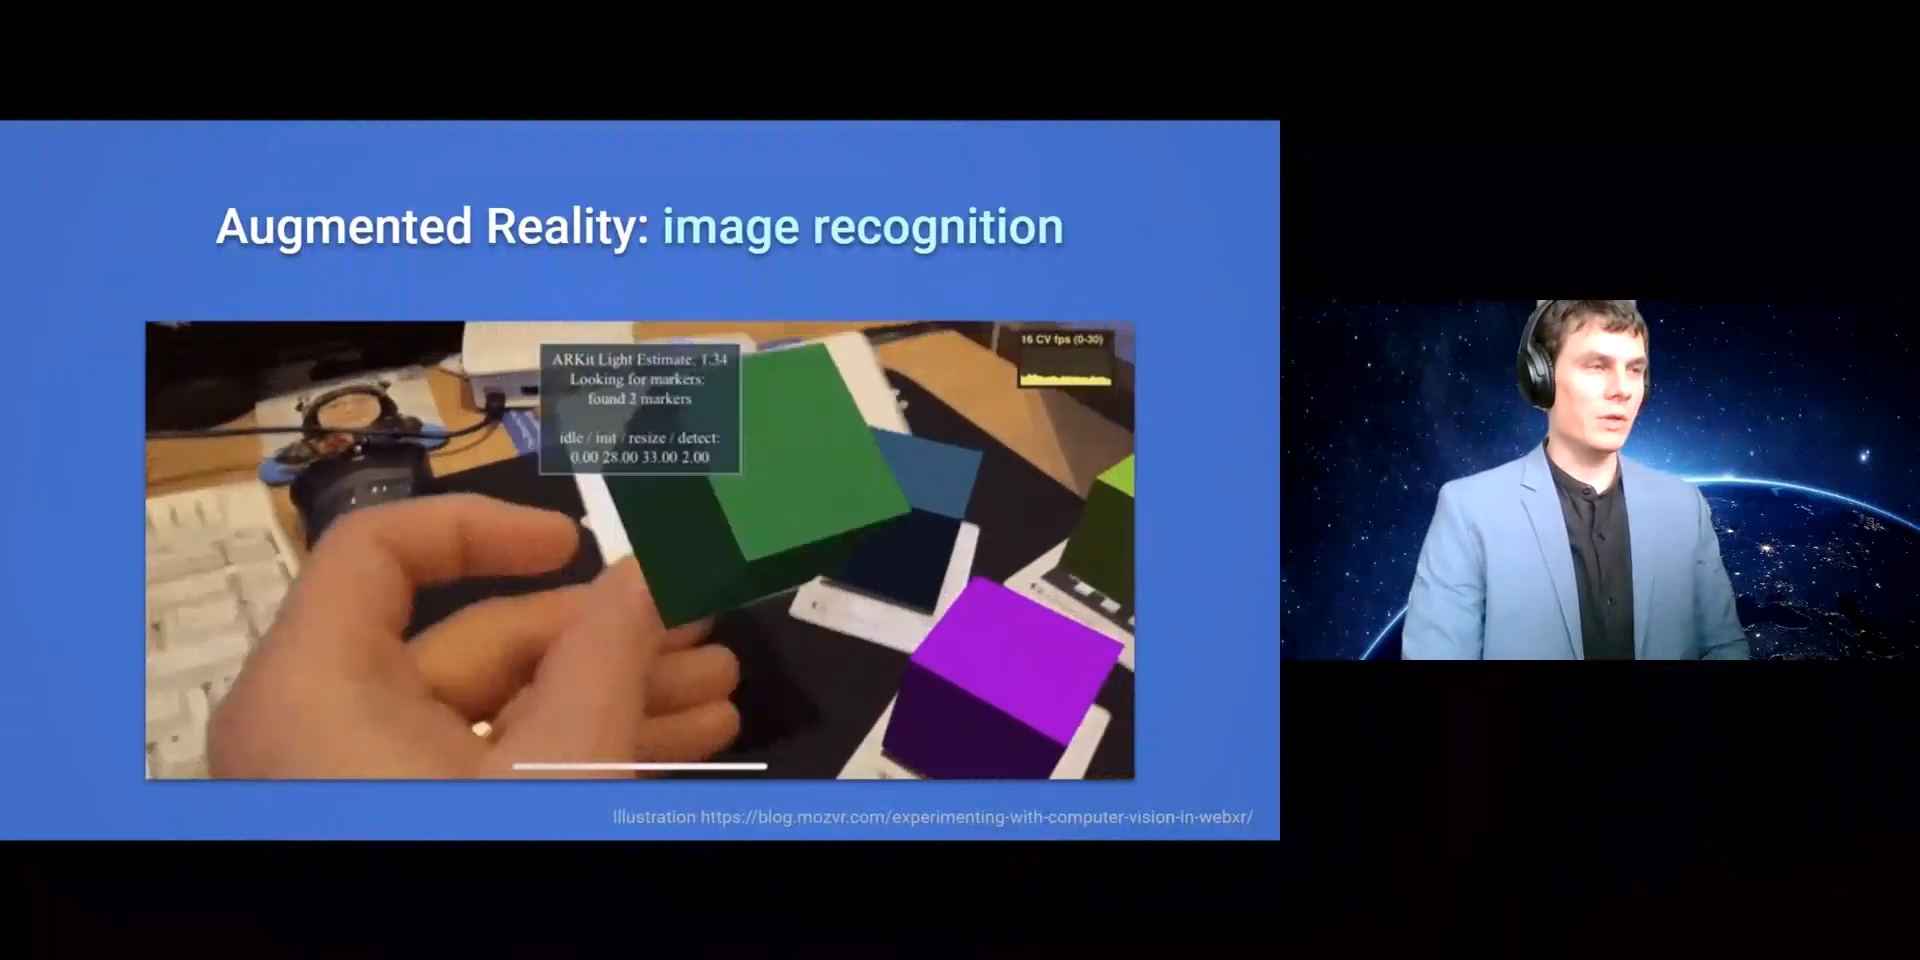 Augmented Reality: image recognition
ARKit Light Estimate: 1.34
Looking for markers:
found 2 markers
idle / init / resize / detect:
0.00 28.00 33.00 2.00
16 CV fps (0-30)
Illustration https://blog.mozvr.com/experimenting-with-computer-vision-in-webxr/